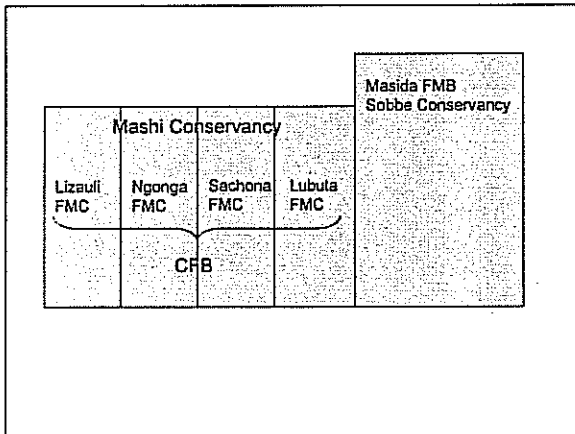 Masida FMB
Sobbe Conservancy
Mashi Conservancy
Lizauli
FMC
Ngonga
FMC
Sachona
FMC
Lubuta
FMC
CFB